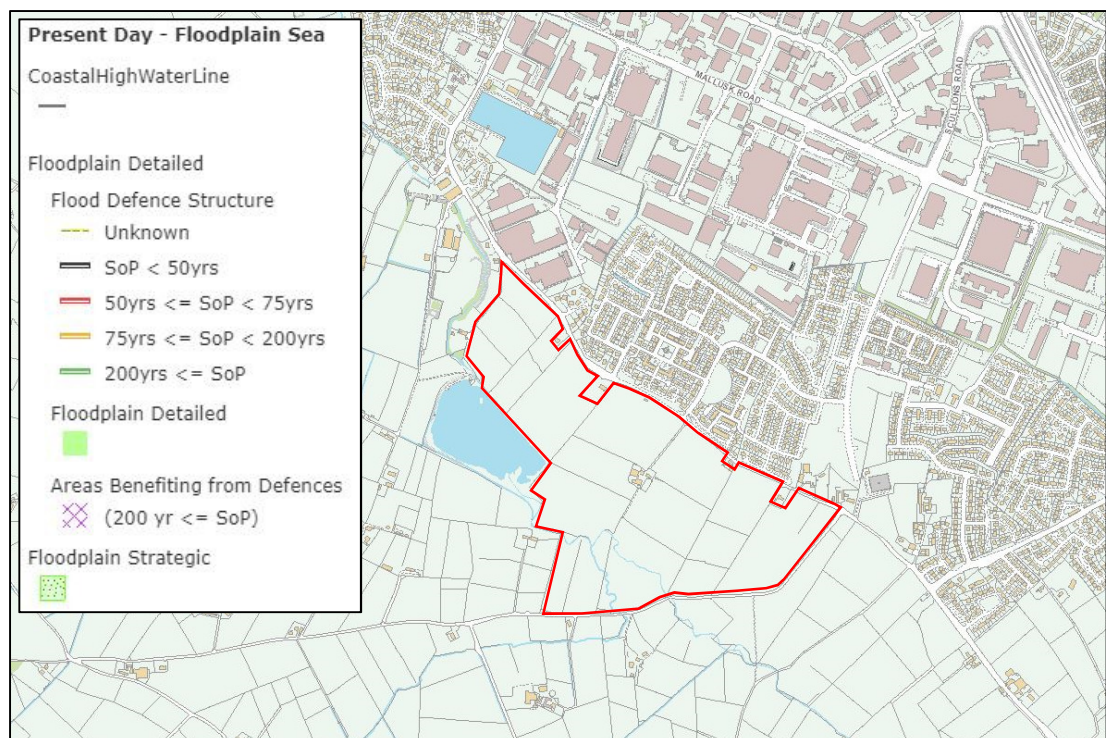 Present Day - Floodplain Sea
CoastalHighWaterLine
Floodplain Detailed
Flood Defence Structure
Unknown
SoP < 50yrs
50yrs <= SoP < 75yrs
75yrs <= SoP < 200yrs
200yrs <= SoP
Floodplain Detailed
Areas Benefiting from Defences
(200 yr <= SoP)
Floodplain Strategic
MALLUSK ROAD
SCULLIONS ROAD